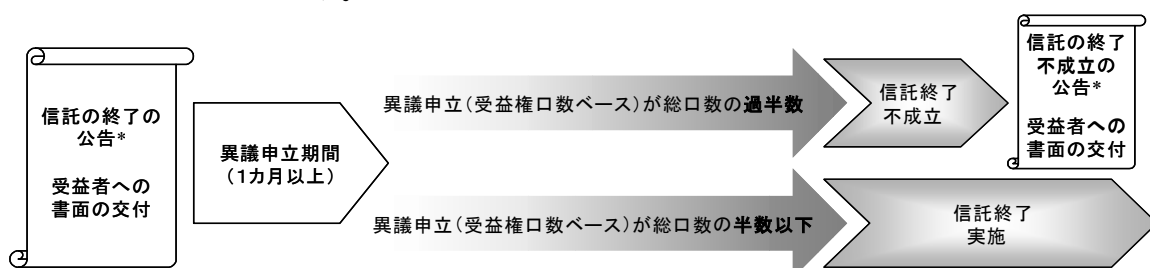 信託の終了の
公告*
受益者への
書面の交付
異議申立期間
（1カ月以上）
異議申立（受益権口数ベース）が総口数の過半数
信託終了
不成立
信託の終了
不成立の
公告*
受益者への
書面の交付
異議申立（受益権口数ベース）が総口数の半数以下
信託終了
実施